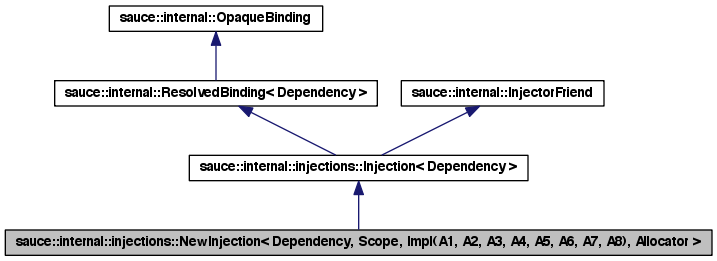 sauce::internal::OpaqueBinding
sauce::internal::ResolvedBinding< Dependency >
sauce::internal::InjectorFriend
sauce::internal::injections::Injection< Dependency >
sauce::internal::injections::NewInjection< Dependency, Scope, Impl(A1, A2, A3, A4, A5, A6, A7, A8), Allocator >